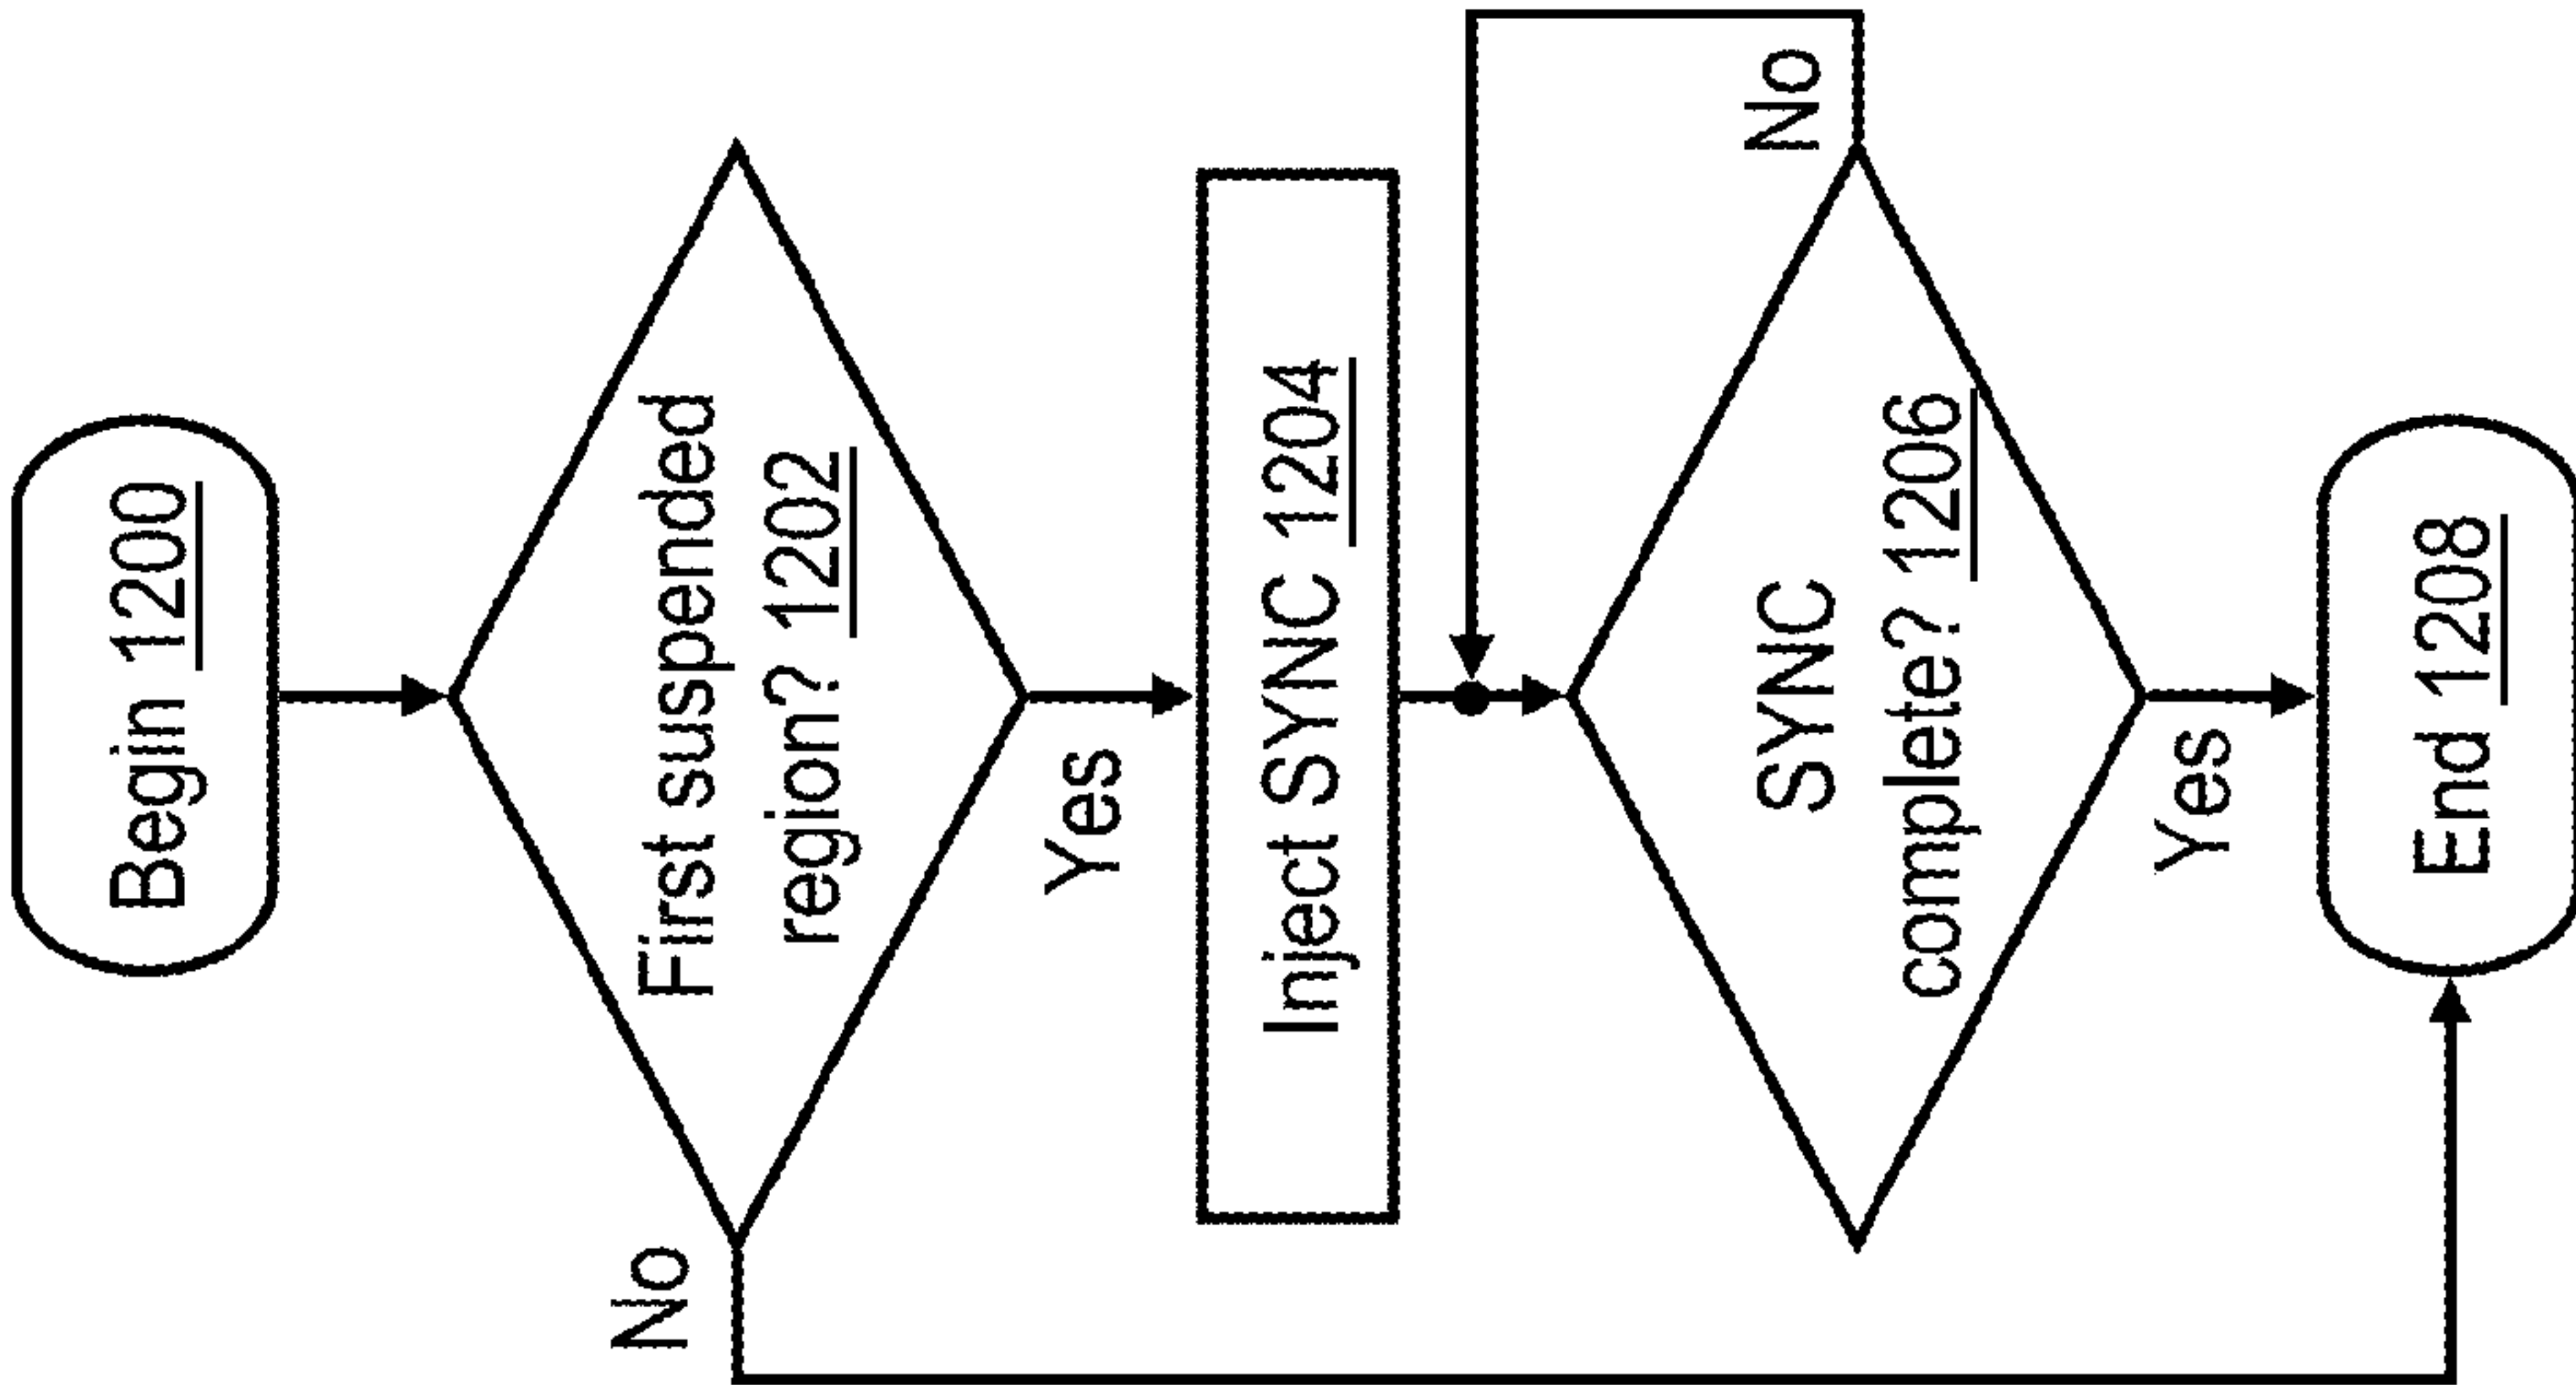 Begin 1200
First suspended
region? 1202
No
Yes
Inject SYNC 1204
SYNC
complete? 1206
No
Yes
End 1208